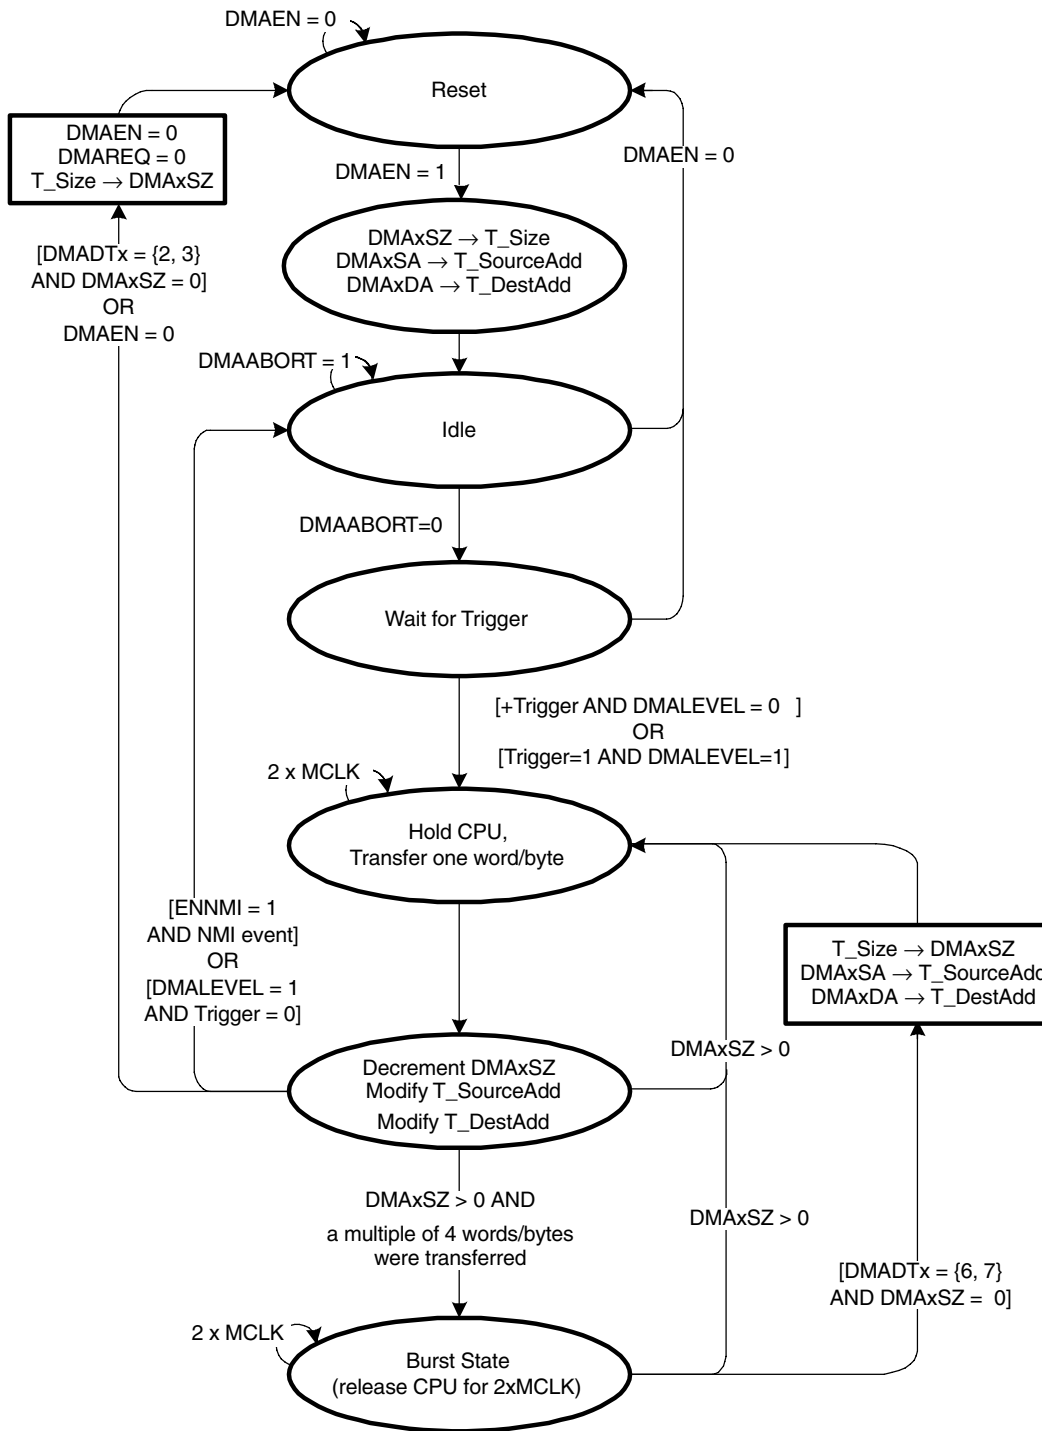 DMAEN = 0
Reset
DMAEN = 0
DMAREQ = 0
T_Size → DMAxSZ
DMAEN = 0
DMAEN = 1
[DMADTx = {2, 3}
AND DMAxSZ = 0]
OR
DMAEN = 0
DMAxSZ → T_Size
DMAxSA → T_SourceAdd
DMAxDA → T_DestAdd
DMAABORT = 1
Idle
DMAABORT=0
Wait for Trigger
[+Trigger AND DMALEVEL = 0 ]
OR
[Trigger=1 AND DMALEVEL=1]
2 x MCLK
Hold CPU,
Transfer one word/byte
[ENNMI = 1
AND NMI event]
OR
[DMALEVEL = 1
AND Trigger = 0]
T_Size → DMAxSZ
DMAxSA → T_SourceAdd
DMAxDA → T_DestAdd
DMAxSZ > 0
Decrement DMAxSZ
Modify T_SourceAdd
Modify T_DestAdd
DMAxSZ > 0 AND
a multiple of 4 words/bytes
were transferred
DMAxSZ > 0
[DMADTx = {6, 7}
AND DMAxSZ = 0]
2 x MCLK
Burst State
(release CPU for 2xMCLK)